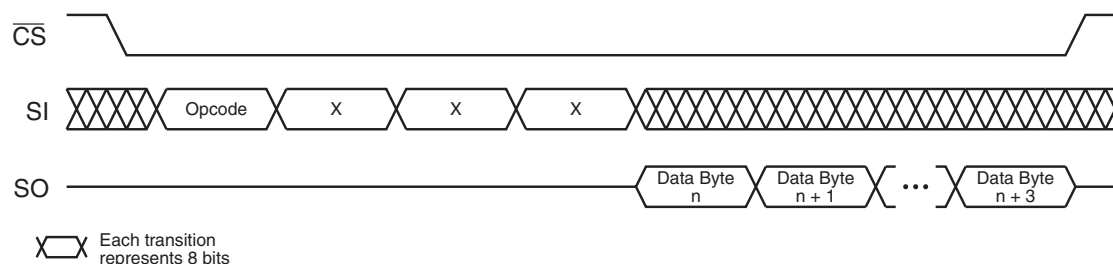 CS
SI
Opcode
X
X
X
SO
Data Byte
n
Data Byte
n + 1
•••
Data Byte
n + 3
Each transition
represents 8 bits